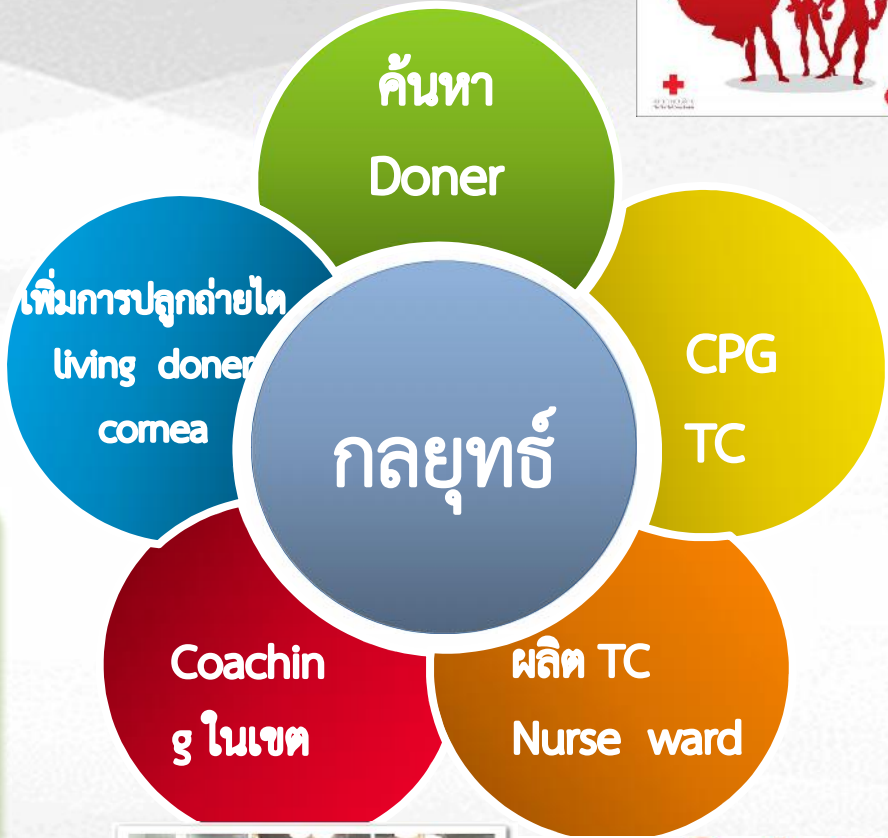 ค้นหา
Doner
CPG
TC
ผลิต TC
Nurse ward
Coachin
g ในเขต
เพิ่มการปลูกถ่ายไต
living doner
cornea
กลยุทธ์